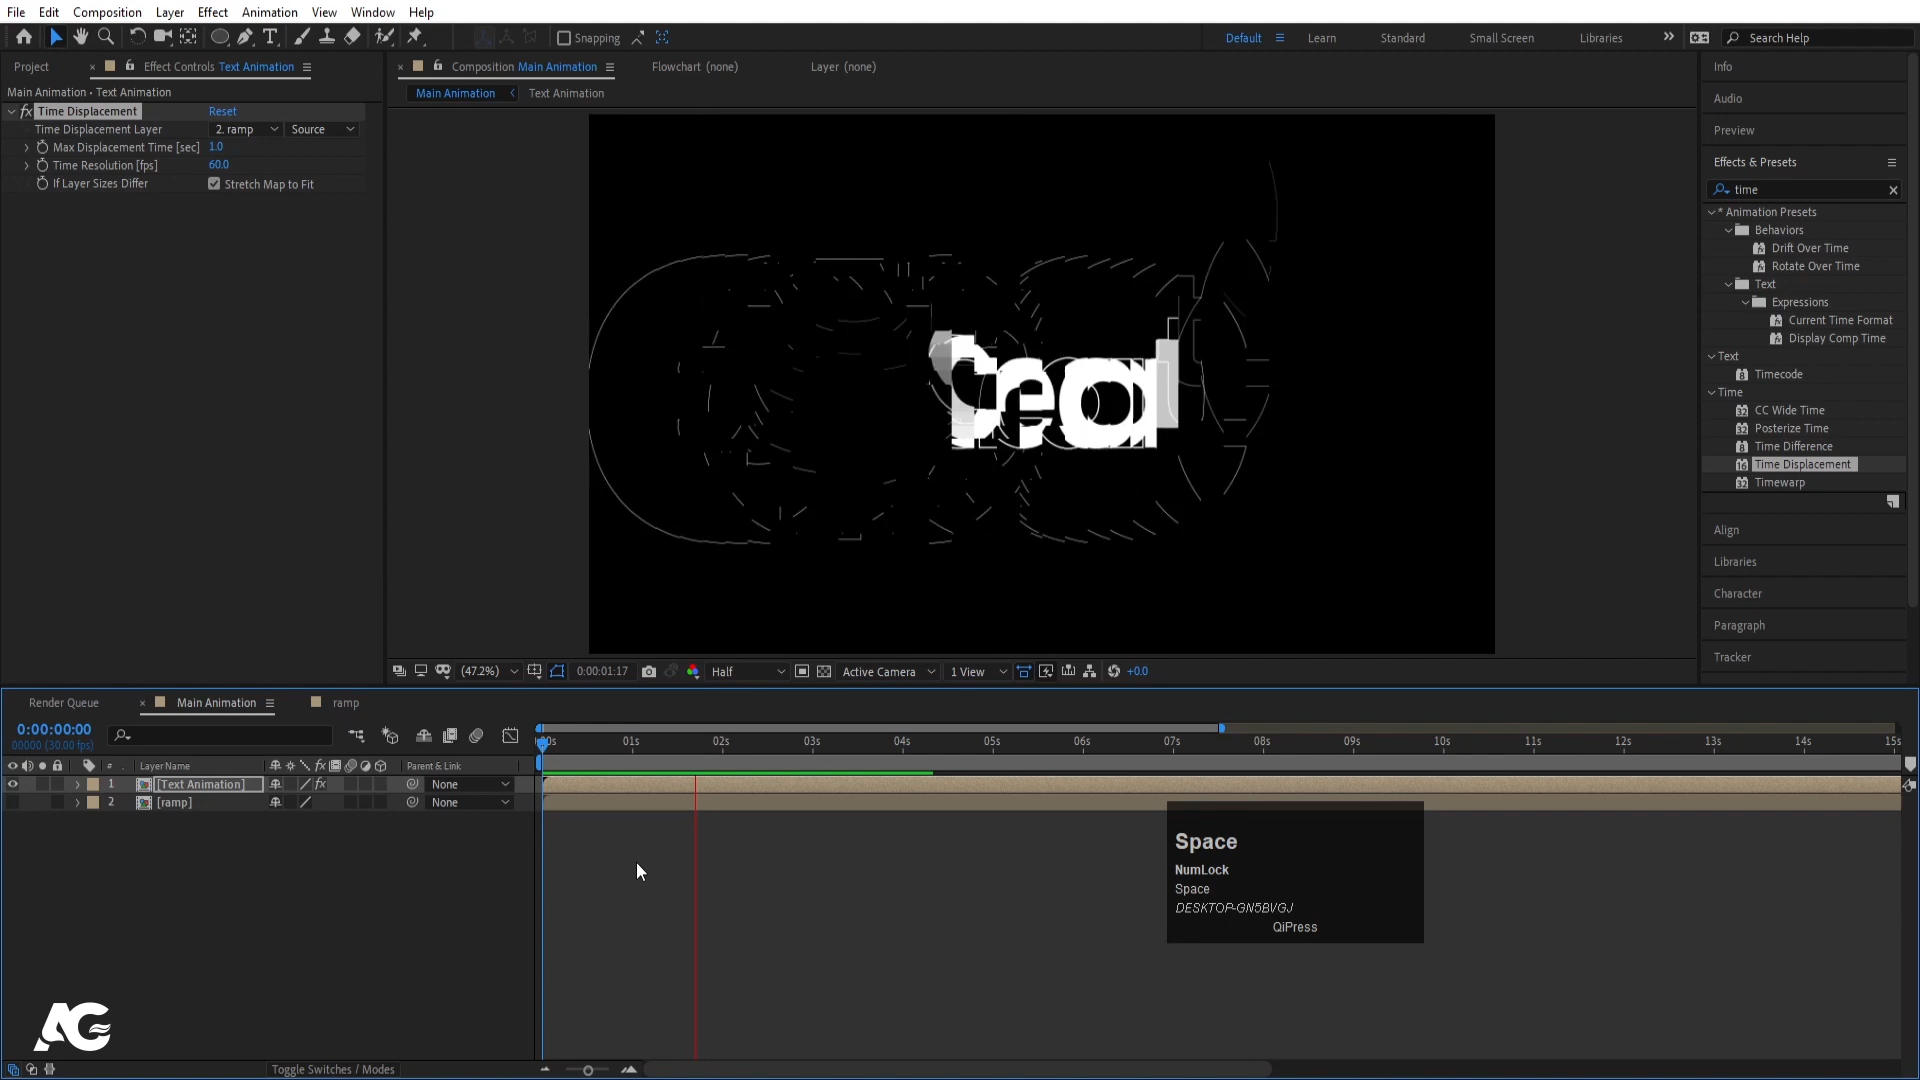 File Edit Composition Layer Effect Animation View Window Help
Snapping Default Learn Standard Small Screen Libraries Search Help
Project Effect Controls Text Animation Composition Main Animation Flowchart (none) Layer (none) Info
Main Animation • Text Animation
Main Animation Text Animation
fx Time Displacement Reset
Time Displacement Layer 2. ramp Source
Max Displacement Time [sec] 1.0
Time Resolution [fps] 60.0
If Layer Sizes Differ Stretch Map to Fit
Audio
Preview
Effects & Presets
time
* Animation Presets
Behaviors
Drift Over Time
Rotate Over Time
Text
Expressions
Current Time Format
Display Comp Time
Text
Timecode
Time
CC Wide Time
Posterize Time
Time Difference
Time Displacement
Timewarp
Align
Libraries
Character
Paragraph
Tracker
(47.2%) 0:00:01:17 Half Active Camera 1 View +0.0
Render Queue Main Animation ramp
0:00:00:00
00000 (30.00 fps)
01s 02s 03s 04s 05s 06s 07s 08s 09s 10s 11s 12s 13s 14s 15s
# Layer Name fx Parent & Link
1 [Text Animation] fx None
2 [ramp] None
Space
NumLock
Space
DESKTOP-GN5BVGJ
QiPress
AG
Toggle Switches / Modes